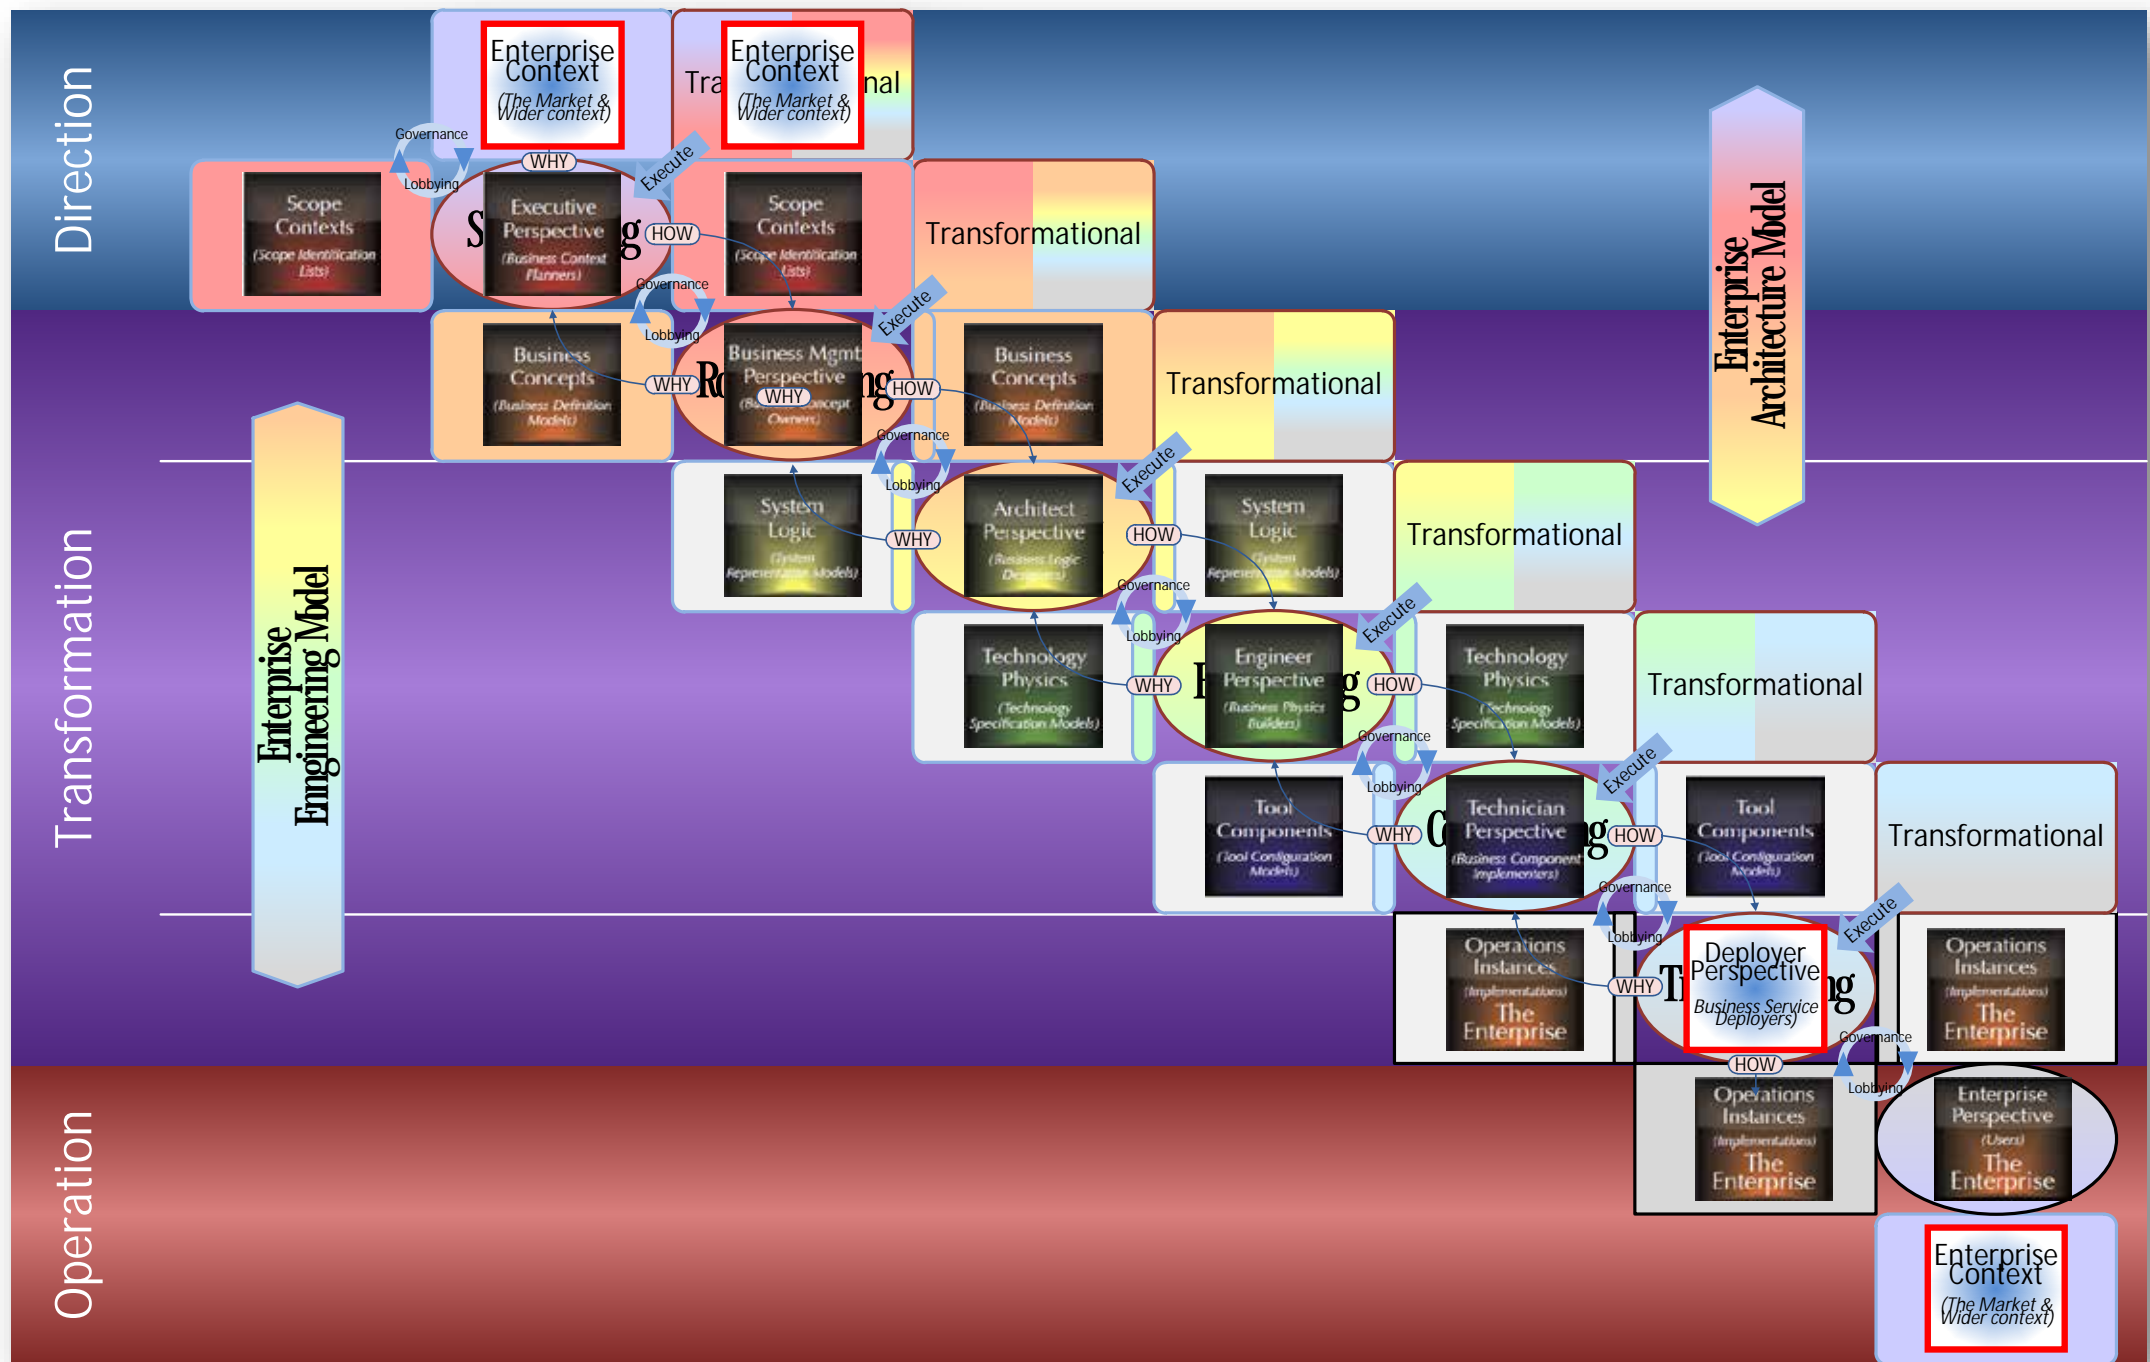 Direction
Enterprise
Context
(The Market &
Wider context)
Enterprise
Context
(The Market &
Wider context)
Governance
Lobbying
WHY
Execute
Scope
Contexts
(Scope Identification
Lists)
Executive
Perspective
(Business Context
Planners)
HOW
Scope
Contexts
(Scope Identification
Lists)
Transformational
Enterprise
Architecture Model
Governance
Lobbying
Execute
Transformation
Business
Concepts
(Business Definition
Models)
WHY
Business Mgmt
Perspective
WHY
Owners)
HOW
Business
Concepts
(Business Definition
Models)
Transformational
Governance
Lobbying
Execute
Enterprise
Enngineering Model
System
Logic
(System
Representation Models)
WHY
Architect
Perspective
(Business Logic
Designers)
HOW
System
Logic
(System
Representation Models)
Transformational
Governance
Lobbying
Execute
Technology
Physics
(Technology
Specification Models)
WHY
Engineer
Perspective
(Business Physics
Builders)
HOW
Technology
Physics
(Technology
Specification Models)
Transformational
Governance
Lobbying
Execute
Tool
Components
(Tool Configuration
Models)
WHY
Technician
Perspective
(Business Component
Implementers)
HOW
Tool
Components
(Tool Configuration
Models)
Transformational
Governance
Lobbying
Execute
Operations
Instances
(Implementations)
The
Enterprise
WHY
Deployer
Perspective
Business Service
Deployers)
HOW
Operations
Instances
(Implementations)
The
Enterprise
Governance
Lobbying
Operation
Operations
Instances
(Implementations)
The
Enterprise
Enterprise
Perspective
(Users)
The
Enterprise
Enterprise
Context
(The Market &
Wider context)